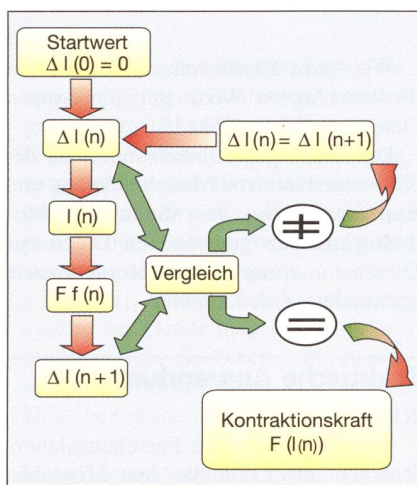 Startwert
Δ l (0) = 0
Δ l (n)
Δ l (n) = Δ l (n+1)
l (n)
≠
Vergleich
F f (n)
=
Δ l (n + 1)
Kontraktionskraft
F (l(n))